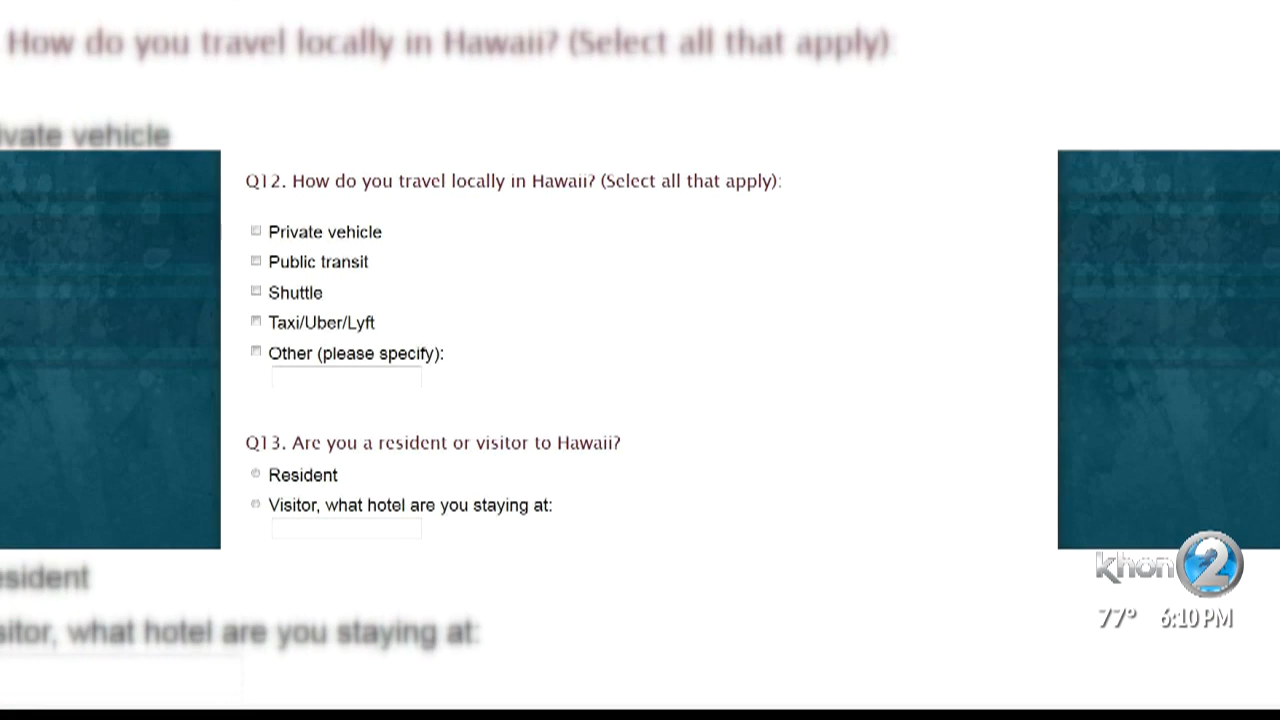 How do you travel locally in Hawaii? (Select all that apply):
ivate vehicle
Q12. How do you travel locally in Hawaii? (Select all that apply):
Private vehicle
Public transit
Shuttle
Taxi/Uber/Lyft
Other (please specify):
Q13. Are you a resident or visitor to Hawaii?
Resident
Visitor, what hotel are you staying at:
esident
sitor, what hotel are you staying at:
khon 2
77° 6:10 PM